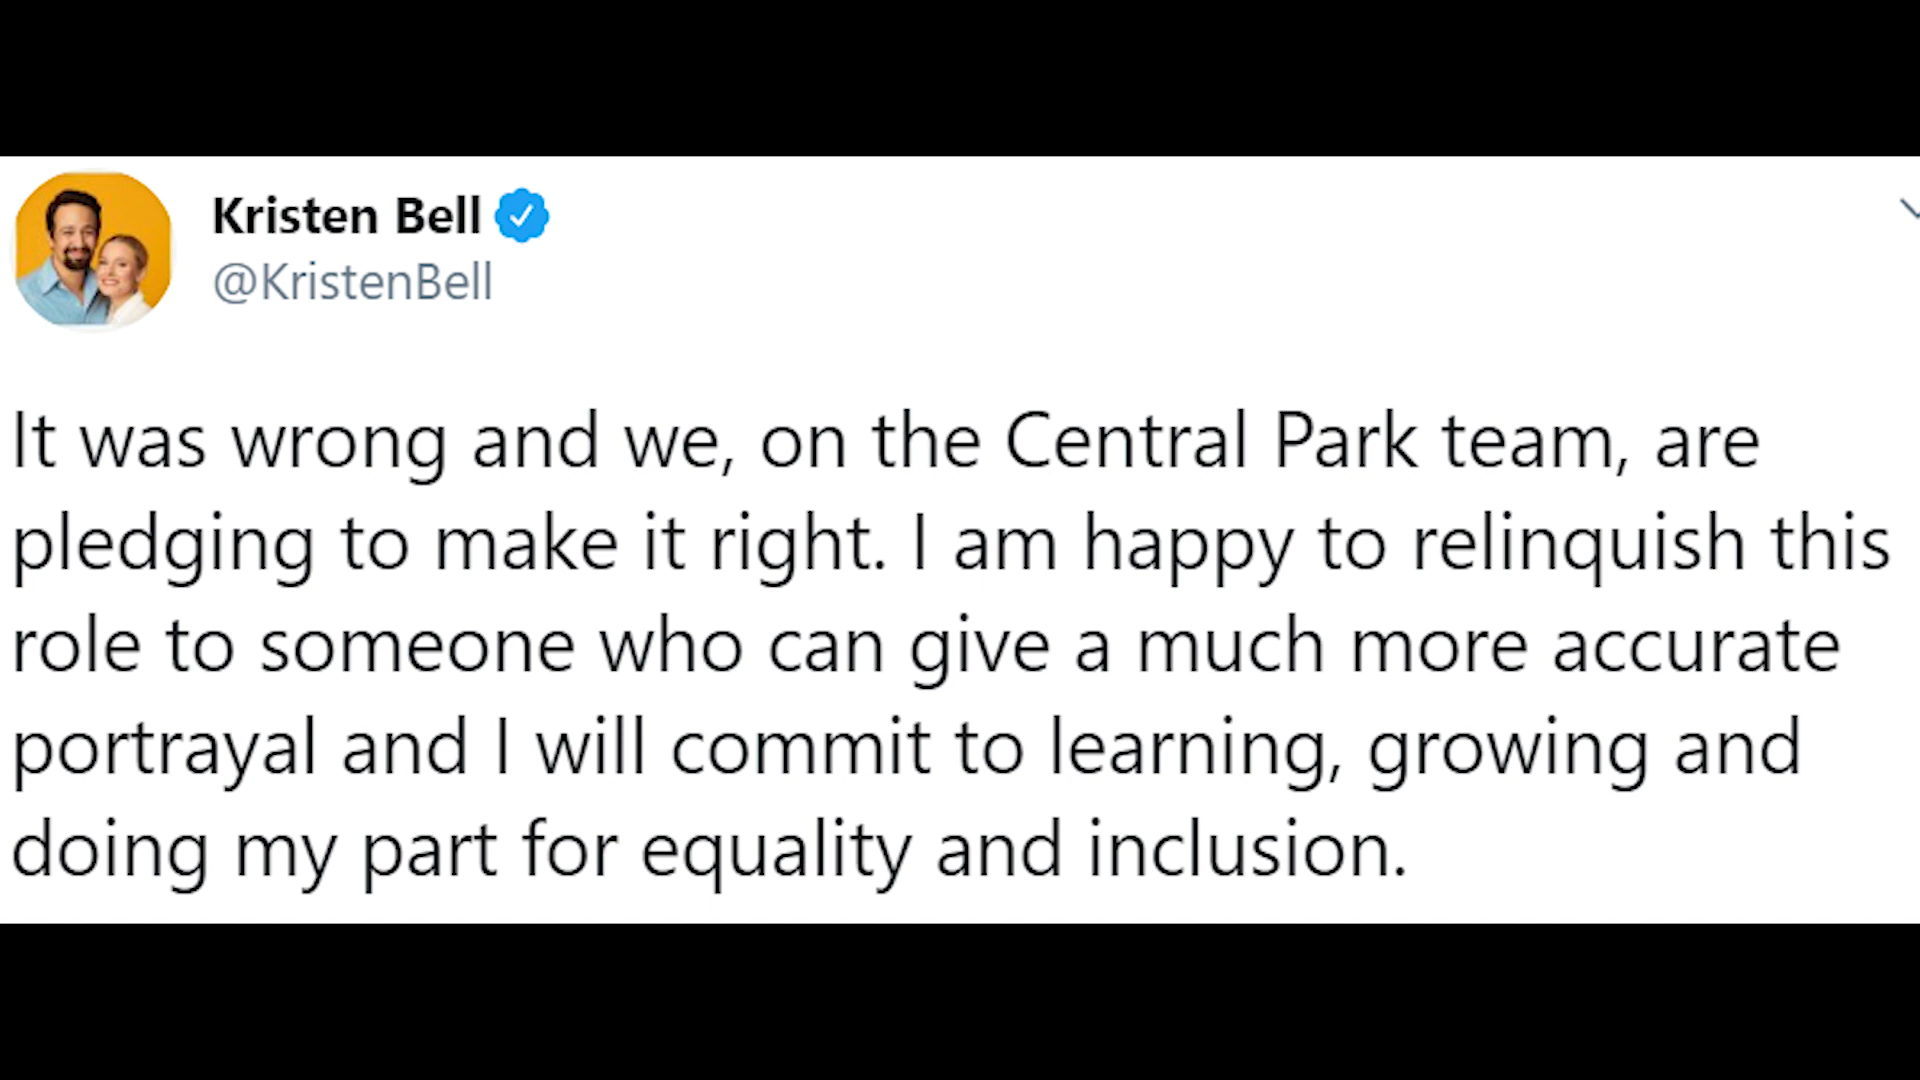 Kristen Bell
@KristenBell
It was wrong and we, on the Central Park team, are
pledging to make it right. I am happy to relinquish this
role to someone who can give a much more accurate
portrayal and I will commit to learning, growing and
doing my part for equality and inclusion.